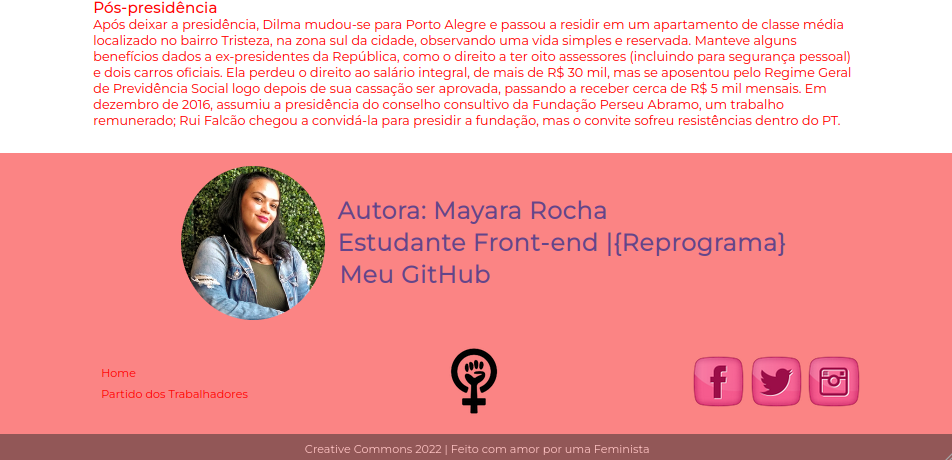 Pós-presidência
Após deixar a presidência, Dilma mudou-se para Porto Alegre e passou a residir em um apartamento de classe média
localizado no bairro Tristeza, na zona sul da cidade, observando uma vida simples e reservada. Manteve alguns
benefícios dados a ex-presidentes da República, como o direito a ter oito assessores (incluindo para segurança pessoal)
e dois carros oficiais. Ela perdeu o direito ao salário integral, de mais de R$ 30 mil, mas se aposentou pelo Regime Geral
de Previdência Social logo depois de sua cassação ser aprovada, passando a receber cerca de R$ 5 mil mensais. Em
dezembro de 2016, assumiu a presidência do conselho consultivo da Fundação Perseu Abramo, um trabalho
remunerado; Rui Falcão chegou a convidá-la para presidir a fundação, mas o convite sofreu resistências dentro do PT.
Autora: Mayara Rocha
Estudante Front-end |{Reprograma}
Meu GitHub
Home
Partido dos Trabalhadores
Creative Commons 2022 | Feito com amor por uma Feminista